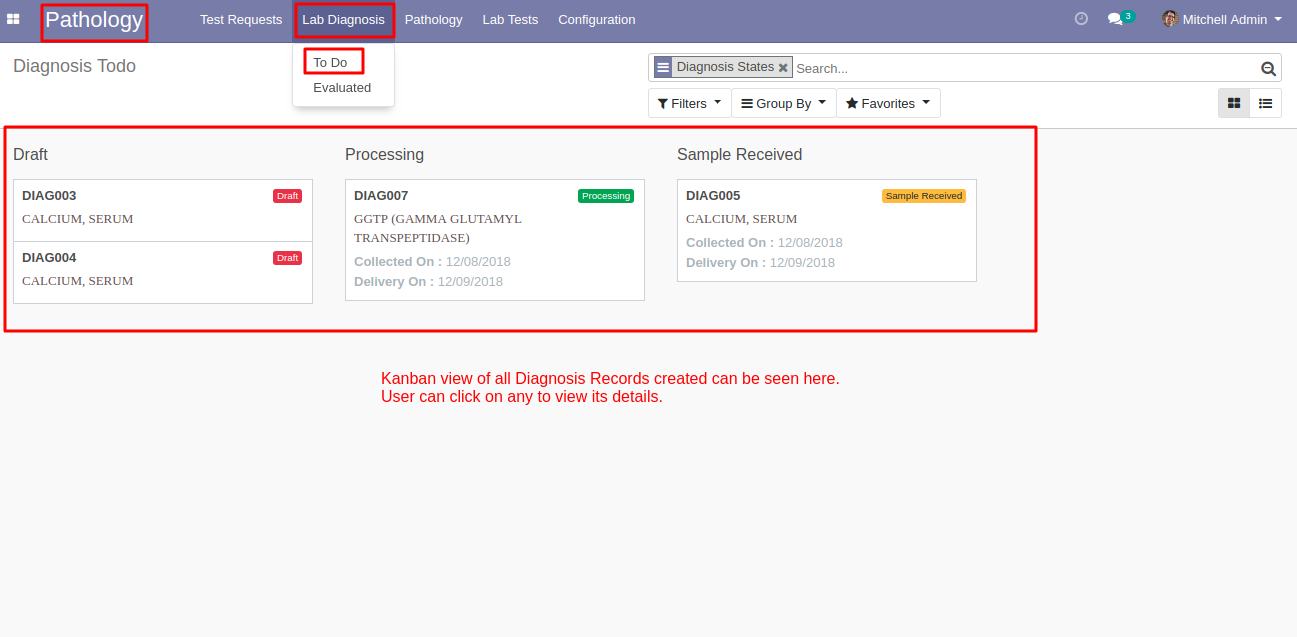 Pathology
Test Requests
Lab Diagnosis
Pathology
Lab Tests
Configuration
3
Mitchell Admin
To Do
Evaluated
Diagnosis Todo
Diagnosis States
Search...
Filters
Group By
Favorites
Draft
DIAG003
Draft
CALCIUM, SERUM
DIAG004
Draft
CALCIUM, SERUM
Processing
DIAG007
Processing
GGTP (GAMMA GLUTAMYL
TRANSPEPTIDASE)
Collected On : 12/08/2018
Delivery On : 12/09/2018
Sample Received
DIAG005
Sample Received
CALCIUM, SERUM
Collected On : 12/08/2018
Delivery On : 12/09/2018
Kanban view of all Diagnosis Records created can be seen here.
User can click on any to view its details.